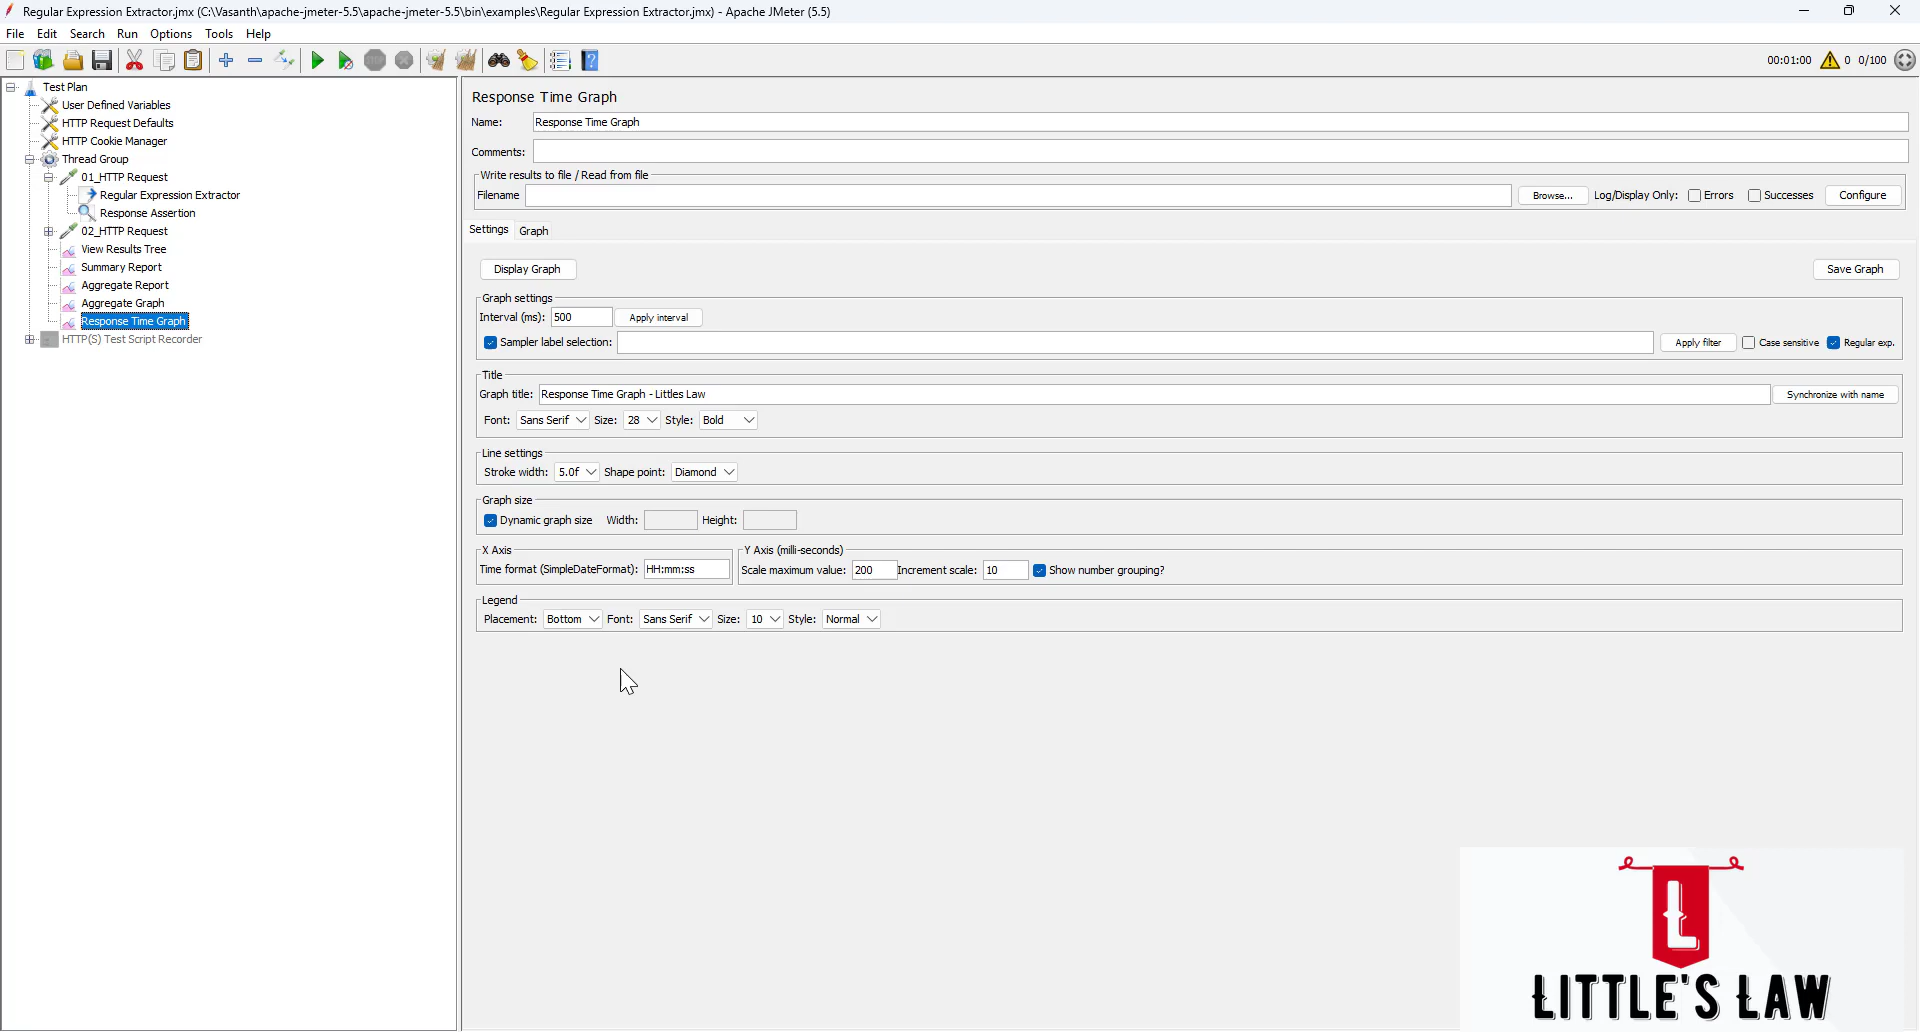 Regular Expression Extractor.jmx (C:\Vasanth\apache-jmeter-5.5\apache-jmeter-5.5\bin\examples\Regular Expression Extractor.jmx) - Apache JMeter (5.5)
File Edit Search Run Options Tools Help
00:01:00 0 0/100
Test Plan
User Defined Variables
HTTP Request Defaults
HTTP Cookie Manager
Thread Group
01_HTTP Request
Regular Expression Extractor
Response Assertion
02_HTTP Request
View Results Tree
Summary Report
Aggregate Report
Aggregate Graph
Response Time Graph
HTTP(S) Test Script Recorder
Response Time Graph
Name: Response Time Graph
Comments:
Write results to file / Read from file
Filename Browse... Log/Display Only: Errors Successes Configure
Settings Graph
Display Graph Save Graph
Graph settings
Interval (ms): 500 Apply interval
Sampler label selection: Apply filter Case sensitive Regular exp.
Title
Graph title: Response Time Graph - Littles Law Synchronize with name
Font: Sans Serif Size: 28 Style: Bold
Line settings
Stroke width: 5.0f Shape point: Diamond
Graph size
Dynamic graph size Width: Height:
X Axis Y Axis (milli-seconds)
Time format (SimpleDateFormat): HH:mm:ss Scale maximum value: 200 Increment scale: 10 Show number grouping?
Legend
Placement: Bottom Font: Sans Serif Size: 10 Style: Normal
L
LITTLE'S LAW